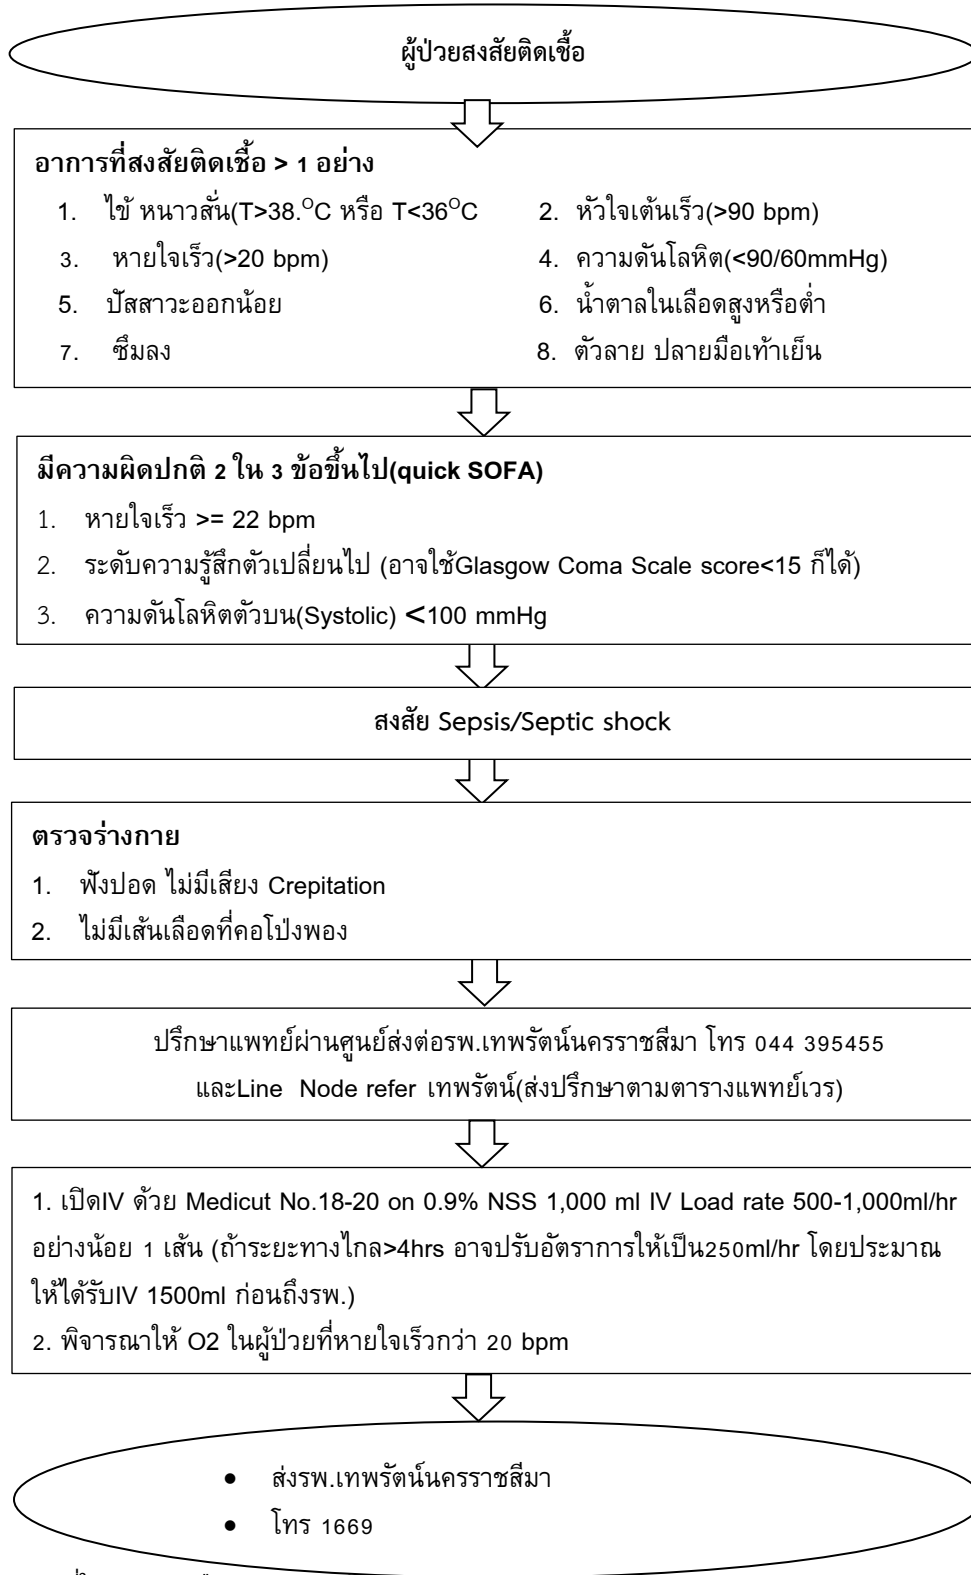 ผู้ป่วยสงสัยติดเชื้อ
อาการที่สงสัยติดเชื้อ > 1 อย่าง
1. ไข้ หนาวสั่น(T>38.ᴼC หรือ T<36ᴼC 2. หัวใจเต้นเร็ว(>90 bpm)
3. หายใจเร็ว(>20 bpm) 4. ความดันโลหิต(<90/60mmHg)
5. ปัสสาวะออกน้อย 6. น้ำตาลในเลือดสูงหรือต่ำ
7. ซึมลง 8. ตัวลาย ปลายมือเท้าเย็น
มีความผิดปกติ 2 ใน 3 ข้อขึ้นไป(quick SOFA)
1. หายใจเร็ว >= 22 bpm
2. ระดับความรู้สึกตัวเปลี่ยนไป (อาจใช้Glasgow Coma Scale score<15 ก็ได้)
3. ความดันโลหิตตัวบน(Systolic) <100 mmHg
สงสัย Sepsis/Septic shock
ตรวจร่างกาย
1. ฟังปอด ไม่มีเสียง Crepitation
2. ไม่มีเส้นเลือดที่คอโป่งพอง
ปรึกษาแพทย์ผ่านศูนย์ส่งต่อรพ.เทพรัตน์นครราชสีมา โทร 044 395455
และLine Node refer เทพรัตน์(ส่งปรึกษาตามตารางแพทย์เวร)
1. เปิดIV ด้วย Medicut No.18-20 on 0.9% NSS 1,000 ml IV Load rate 500-1,000ml/hr
อย่างน้อย 1 เส้น (ถ้าระยะทางไกล>4hrs อาจปรับอัตราการให้เป็น250ml/hr โดยประมาณ
ให้ได้รับIV 1500ml ก่อนถึงรพ.)
2. พิจารณาให้ O2 ในผู้ป่วยที่หายใจเร็วกว่า 20 bpm
• ส่งรพ.เทพรัตน์นครราชสีมา
• โทร 1669